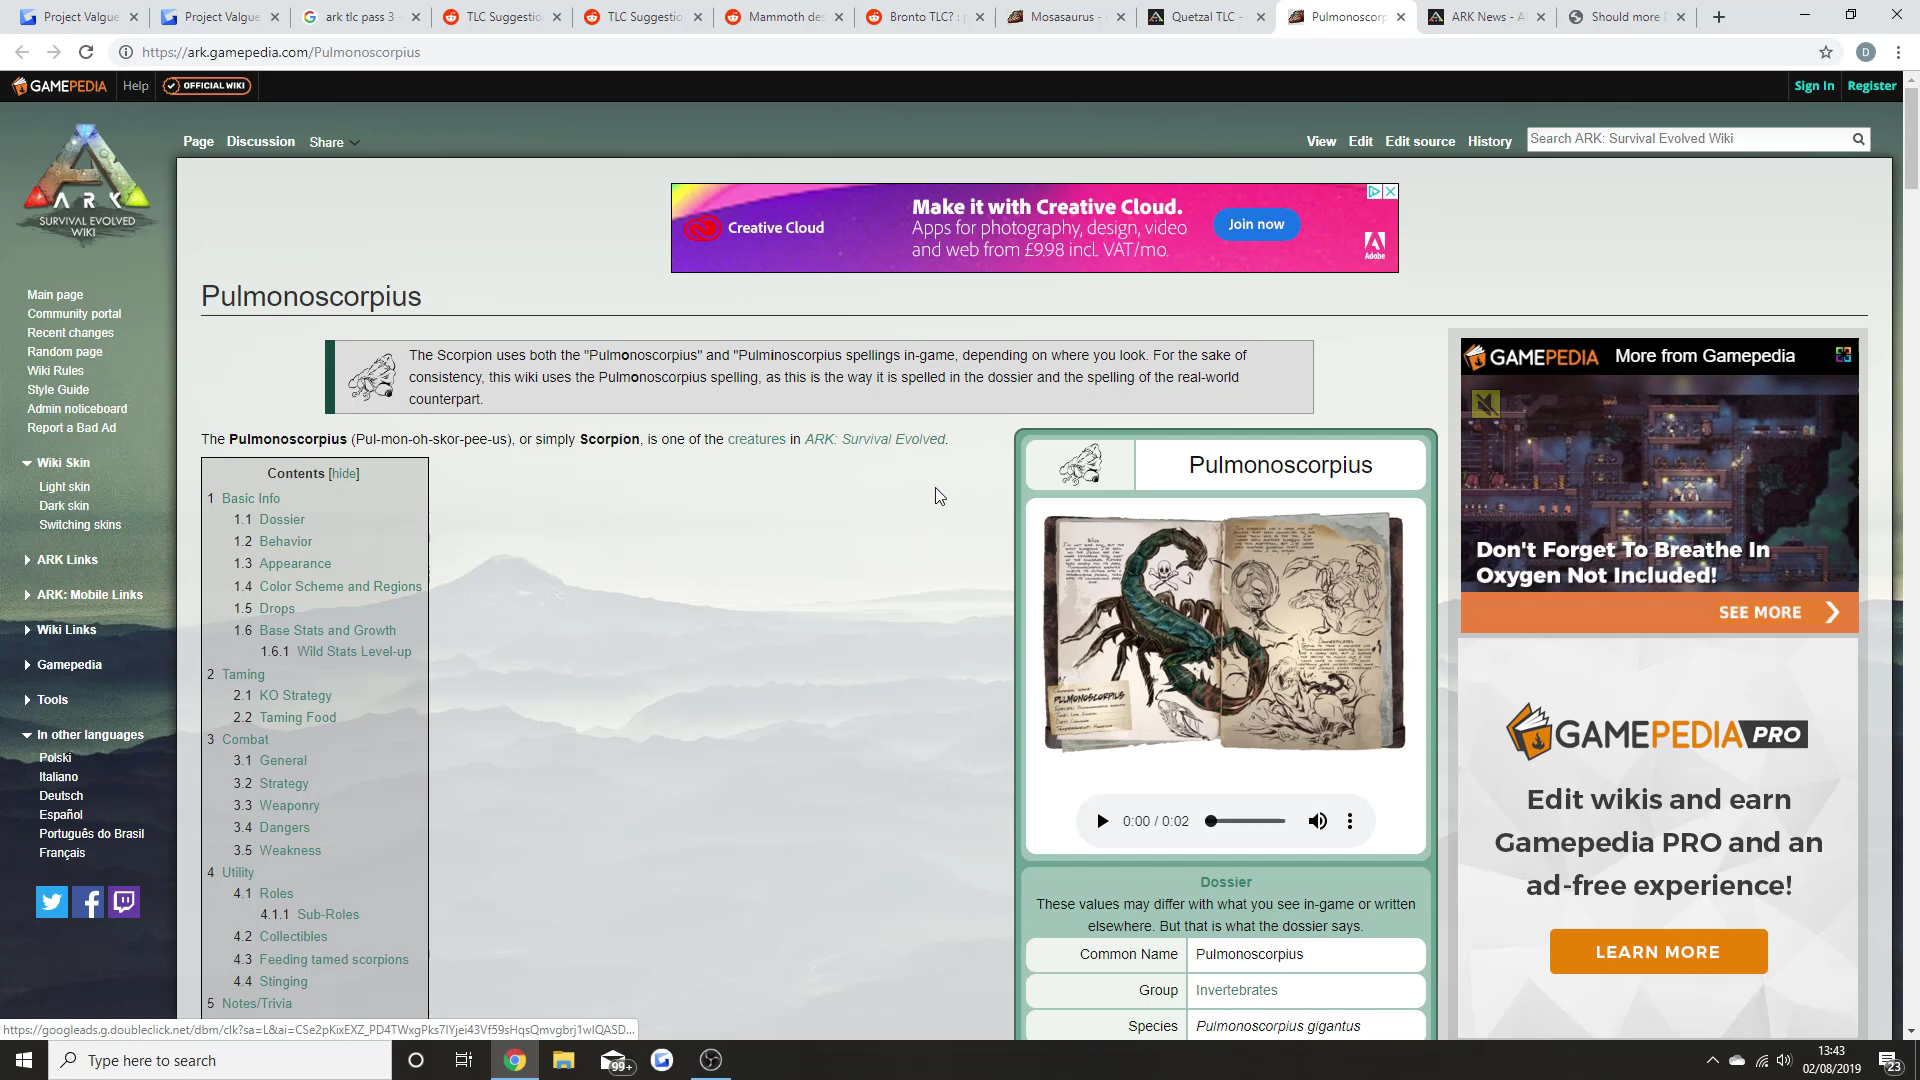 Project Valgue
Project Valgue
ark tlc pass 3 -
TLC Suggestio
TLC Suggestio
Mammoth de
Bronto TLC? :
Mosasaurus -
Quetzal TLC -
Pulmonoscorp
ARK News - A
Should more
https://ark.gamepedia.com/Pulmonoscorpius
D
GAMEPEDIA
Help
OFFICIAL WIKI
Sign In
Register
ARK
SURVIVAL EVOLVED
WIKI
Page
Discussion
Share
View
Edit
Edit source
History
Search ARK: Survival Evolved Wiki
Creative Cloud
Make it with Creative Cloud.
Apps for photography, design, video
and web from £9.98 incl. VAT/mo.
Join now
Adobe
Main page
Community portal
Recent changes
Random page
Wiki Rules
Style Guide
Admin noticeboard
Report a Bad Ad
Wiki Skin
Light skin
Dark skin
Switching skins
ARK Links
ARK: Mobile Links
Wiki Links
Gamepedia
Tools
In other languages
Polski
Italiano
Deutsch
Español
Português do Brasil
Français
Pulmonoscorpius
The Scorpion uses both the "Pulmonoscorpius" and "Pulminoscorpius spellings in-game, depending on where you look. For the sake of
consistency, this wiki uses the Pulmonoscorpius spelling, as this is the way it is spelled in the dossier and the spelling of the real-world
counterpart.
The Pulmonoscorpius (Pul-mon-oh-skor-pee-us), or simply Scorpion, is one of the creatures in ARK: Survival Evolved.
Contents [hide]
1 Basic Info
1.1 Dossier
1.2 Behavior
1.3 Appearance
1.4 Color Scheme and Regions
1.5 Drops
1.6 Base Stats and Growth
1.6.1 Wild Stats Level-up
2 Taming
2.1 KO Strategy
2.2 Taming Food
3 Combat
3.1 General
3.2 Strategy
3.3 Weaponry
3.4 Dangers
3.5 Weakness
4 Utility
4.1 Roles
4.1.1 Sub-Roles
4.2 Collectibles
4.3 Feeding tamed scorpions
4.4 Stinging
5 Notes/Trivia
Pulmonoscorpius
0:00 / 0:02
Dossier
These values may differ with what you see in-game or written
elsewhere. But that is what the dossier says.
Common Name Pulmonoscorpius
Group Invertebrates
Species Pulmonoscorpius gigantus
GAMEPEDIA More from Gamepedia
Don't Forget To Breathe In
Oxygen Not Included!
SEE MORE
GAMEPEDIA PRO
Edit wikis and earn
Gamepedia PRO and an
ad-free experience!
LEARN MORE
https://googleads.g.doubleclick.net/dbm/clk?sa=L&ai=CSe2pKixEXZ_PD4TWxgPks7IYjei43Vf59sHqsQmvgbrj1wIQASD...
Type here to search
99+
13:43
02/08/2019
23